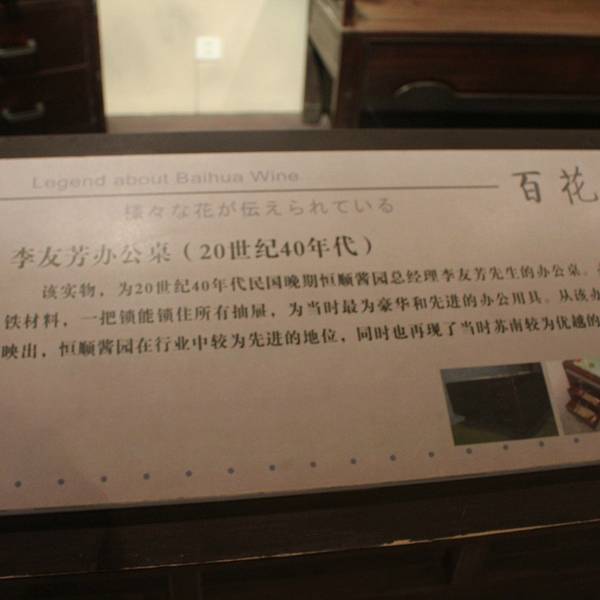 Legend about Baihua Wine
百花
様々な花が伝えられている
李友芳办公桌（20世纪40年代）
该实物，为20世纪40年代民国晚期恒顺酱园总经理李友芳先生的办公桌。
铁材料，一把锁能锁住所有抽屉，为当时最为豪华和先进的办公用具。从该办
映出，恒顺酱园在行业中较为先进的地位，同时也再现了当时苏南较为优越的